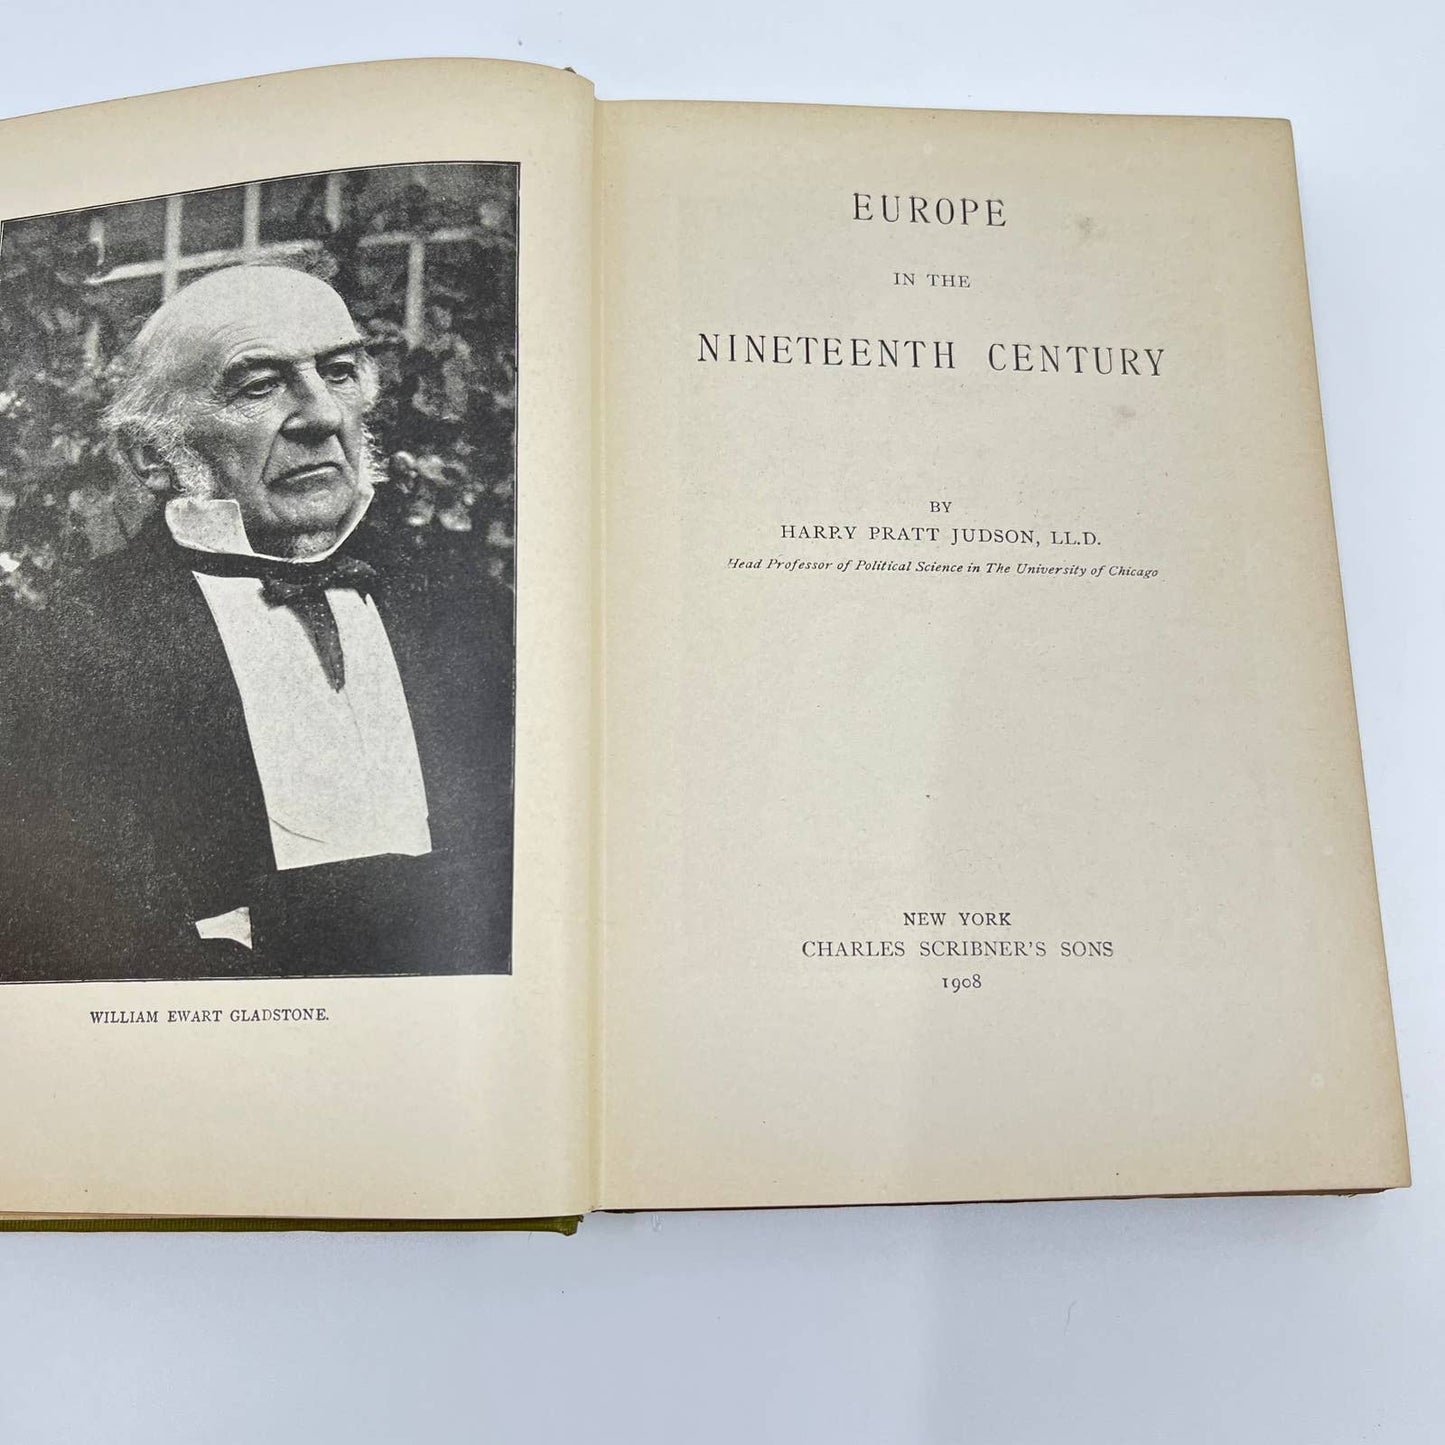 WILLIAM EWART GLADSTONE.
EUROPE
IN THE
NINETEENTH CENTURY
BY
HARRY PRATT JUDSON, LL.D.
Head Professor of Political Science in The University of Chicago
NEW YORK
CHARLES SCRIBNER'S SONS
1908